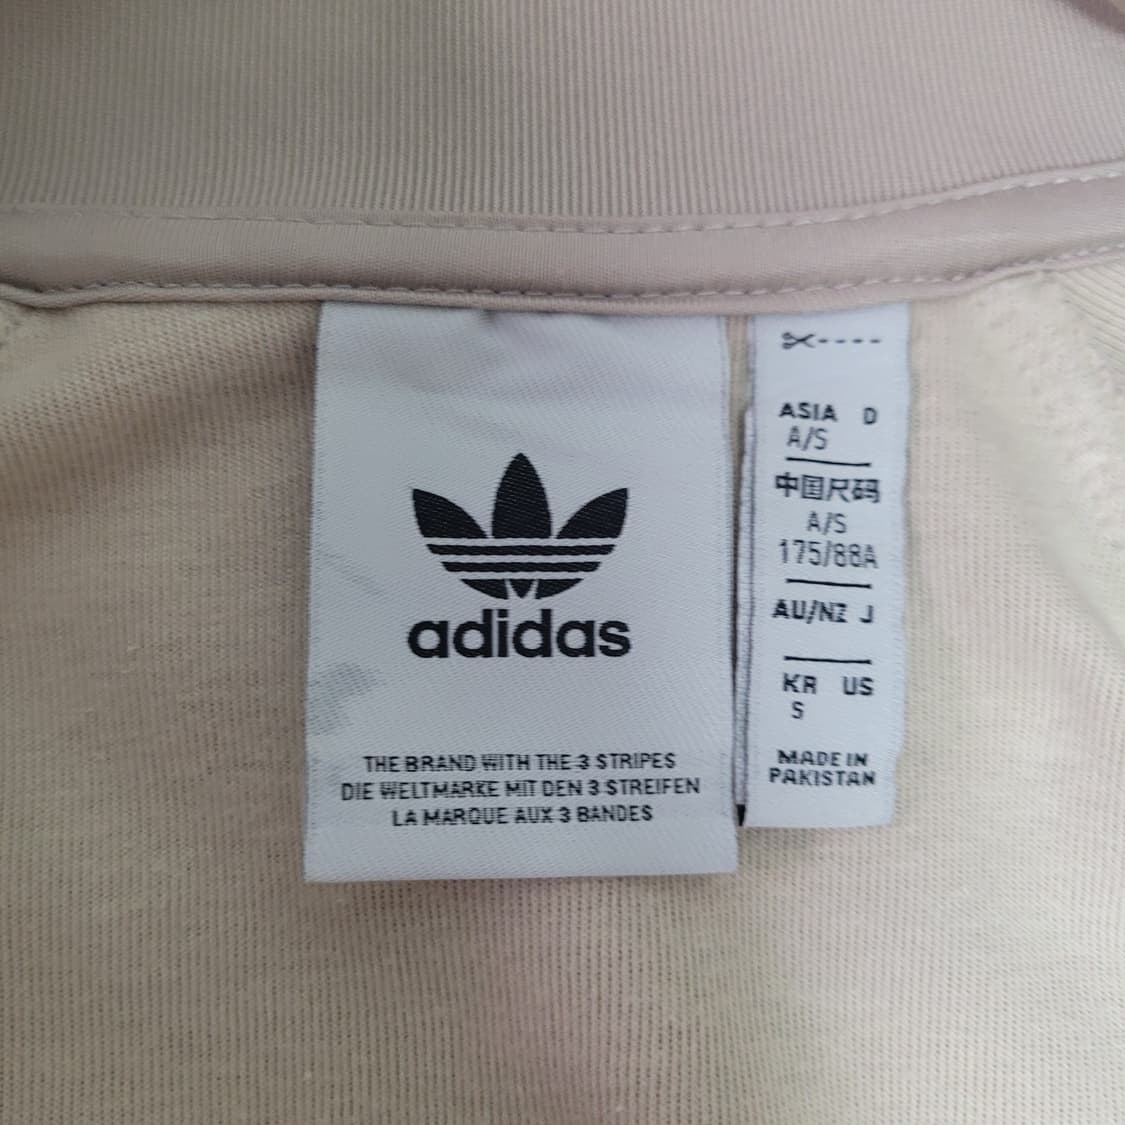 adidas
THE BRAND WITH THE 3 STRIPES
DIE WELTMARKE MIT DEN 3 STREIFEN
LA MARQUE AUX 3 BANDES
ASIA D
A/S
中国尺码
A/S
175/88A
AU/NZ J
KR US
S
MADE IN
PAKISTAN